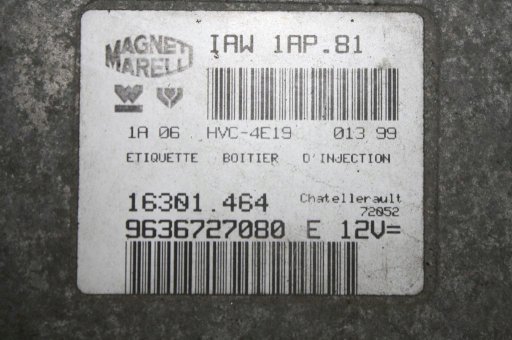 MAGNETI MARELLI
IAW 1AP.81
1A 06 HVC-4E19 013 99
ETIQUETTE BOITIER D'INJECTION
16301.464 Chatellerault
72052
9636727080 E 12V=